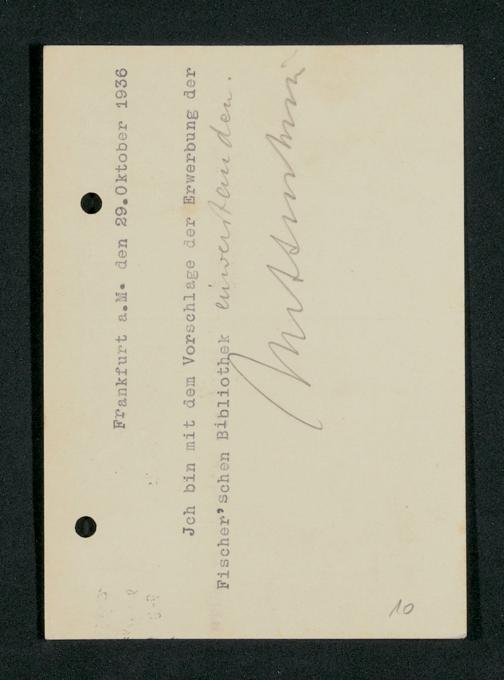 Frankfurt a.M. den 29.Oktober 1936
Jch bin mit dem Vorschlage der Erwerbung der
Fischer'schen Bibliothek einverstanden.
10